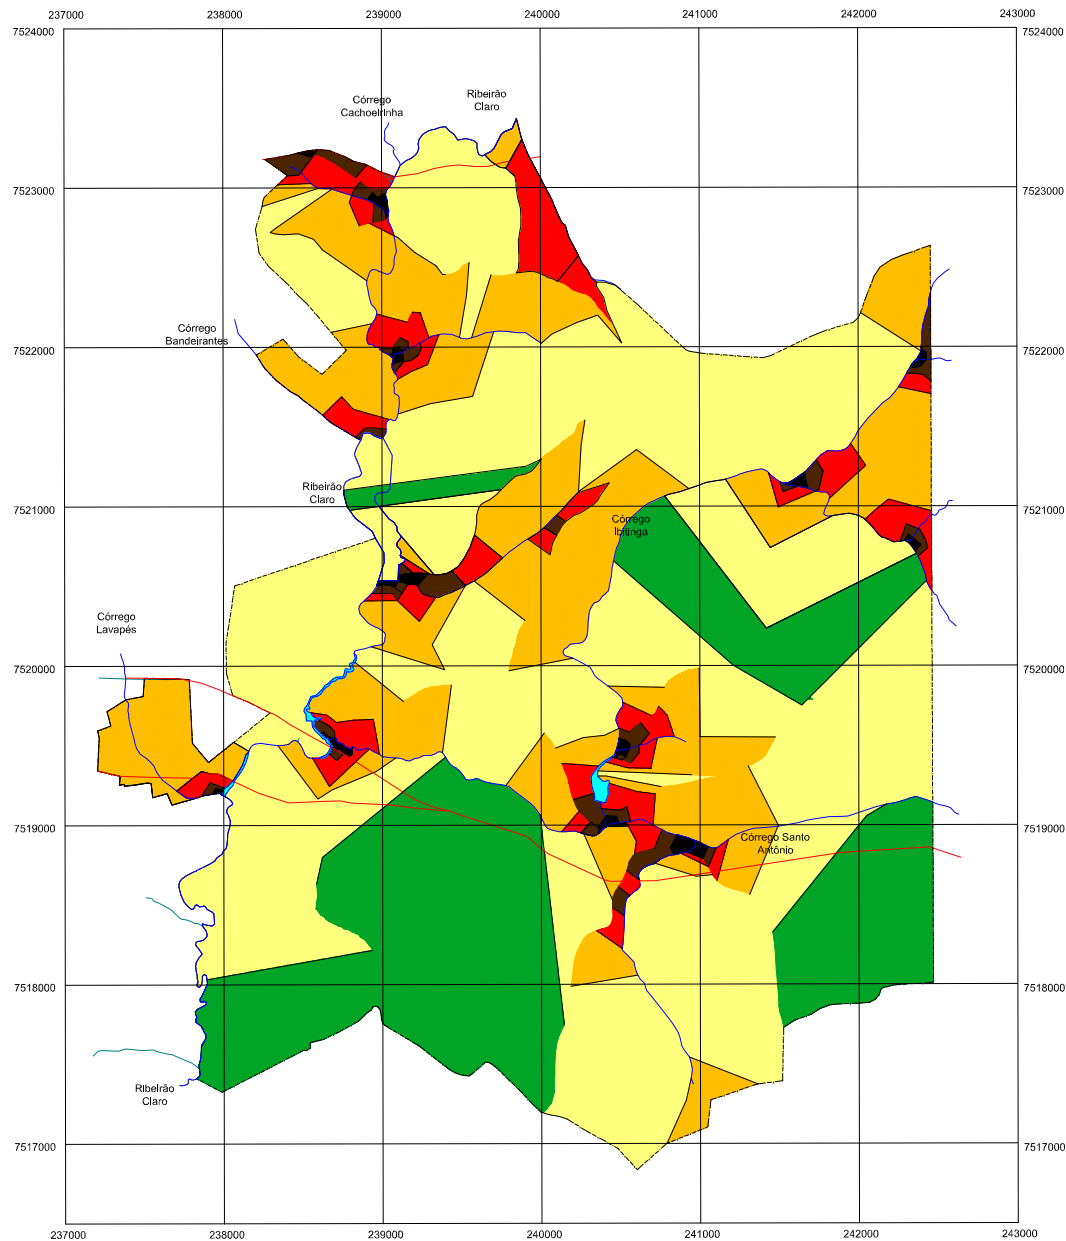 237000 238000 239000 240000 241000 242000 243000
7524000 7524000
Ribeirão
Claro
Córrego
Cachoeirinha
7523000 7523000
Córrego
Bandeirantes
7522000 7522000
Ribeirão
Claro
7521000 7521000
Córrego
Ibitinga
Córrego
Lavapés
7520000 7520000
7519000 7519000
Córrego Santo
Antônio
7518000 7518000
Ribeirão
Claro
7517000 7517000
237000 238000 239000 240000 241000 242000 243000